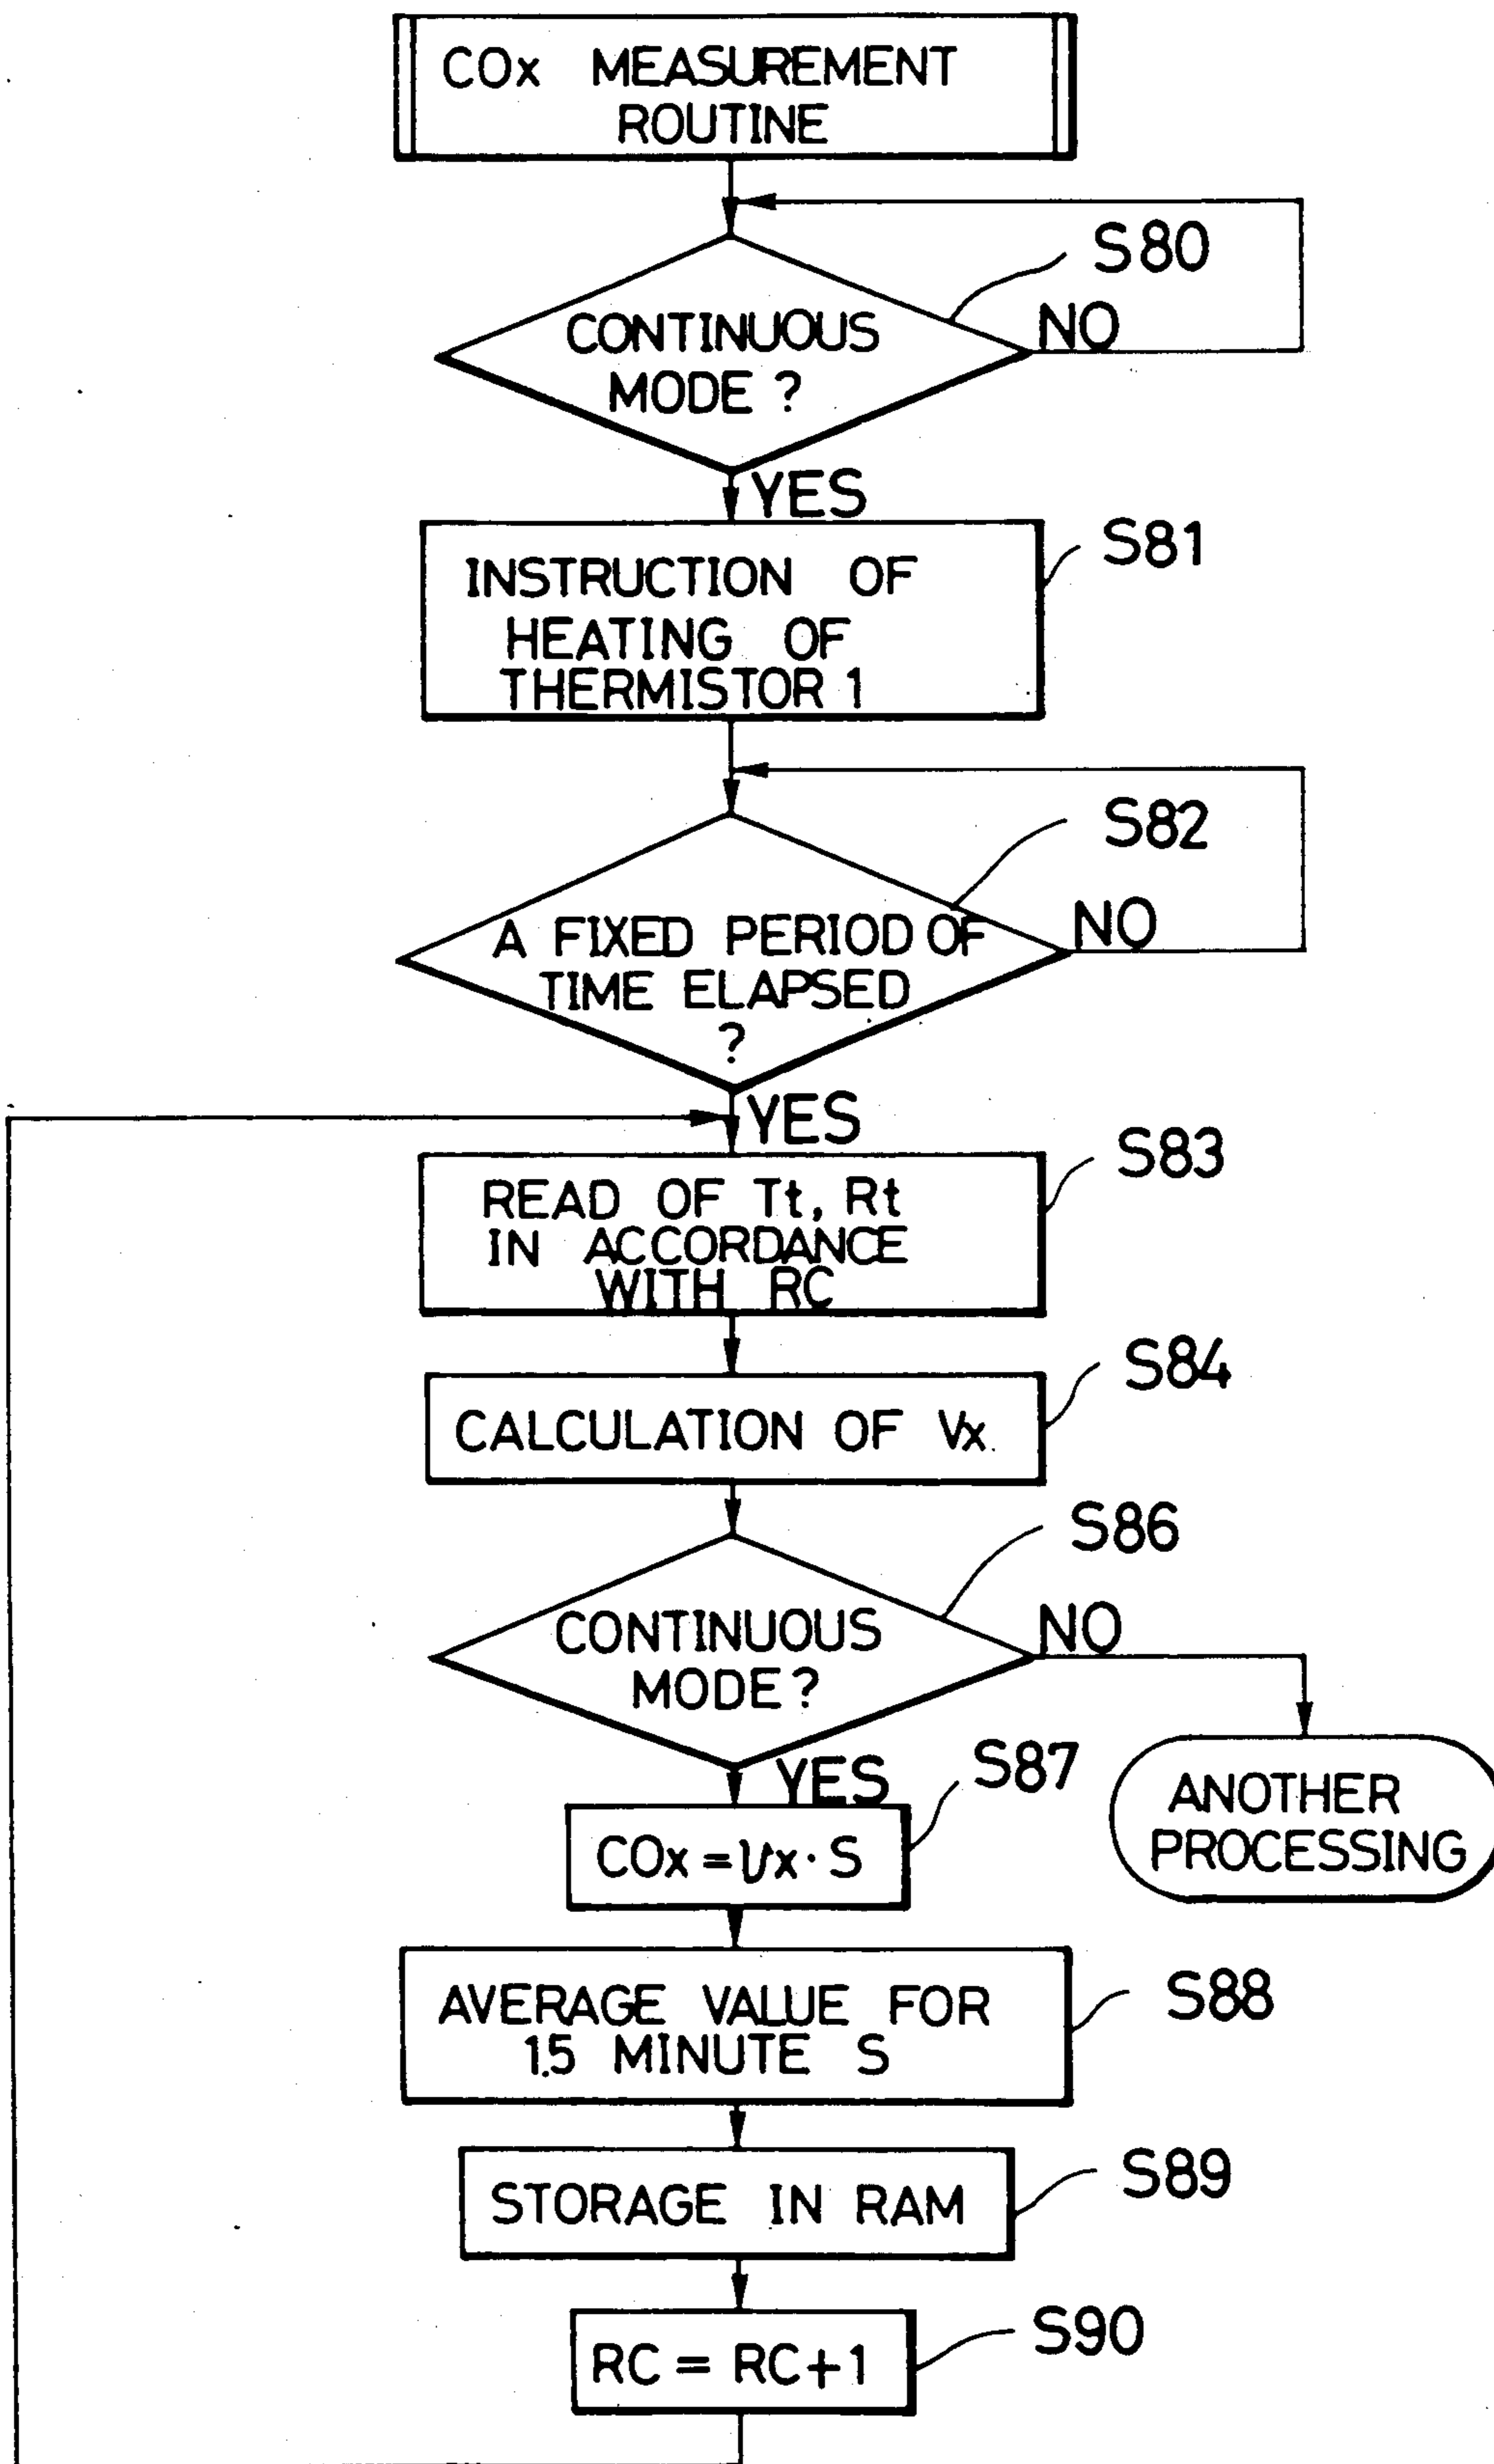 COx MEASUREMENT
ROUTINE
S80
CONTINUOUS
MODE ?
NO
YES
S81
INSTRUCTION OF
HEATING OF
THERMISTOR 1
S82
A FIXED PERIOD OF
TIME ELAPSED
?
NO
YES
S83
READ OF Tt, Rt
IN ACCORDANCE
WITH RC
S84
CALCULATION OF Vx
S86
CONTINUOUS
MODE ?
NO
YES
S87
ANOTHER
PROCESSING
COx = υx · S
S88
AVERAGE VALUE FOR
1.5 MINUTE S
S89
STORAGE IN RAM
S90
RC = RC+1